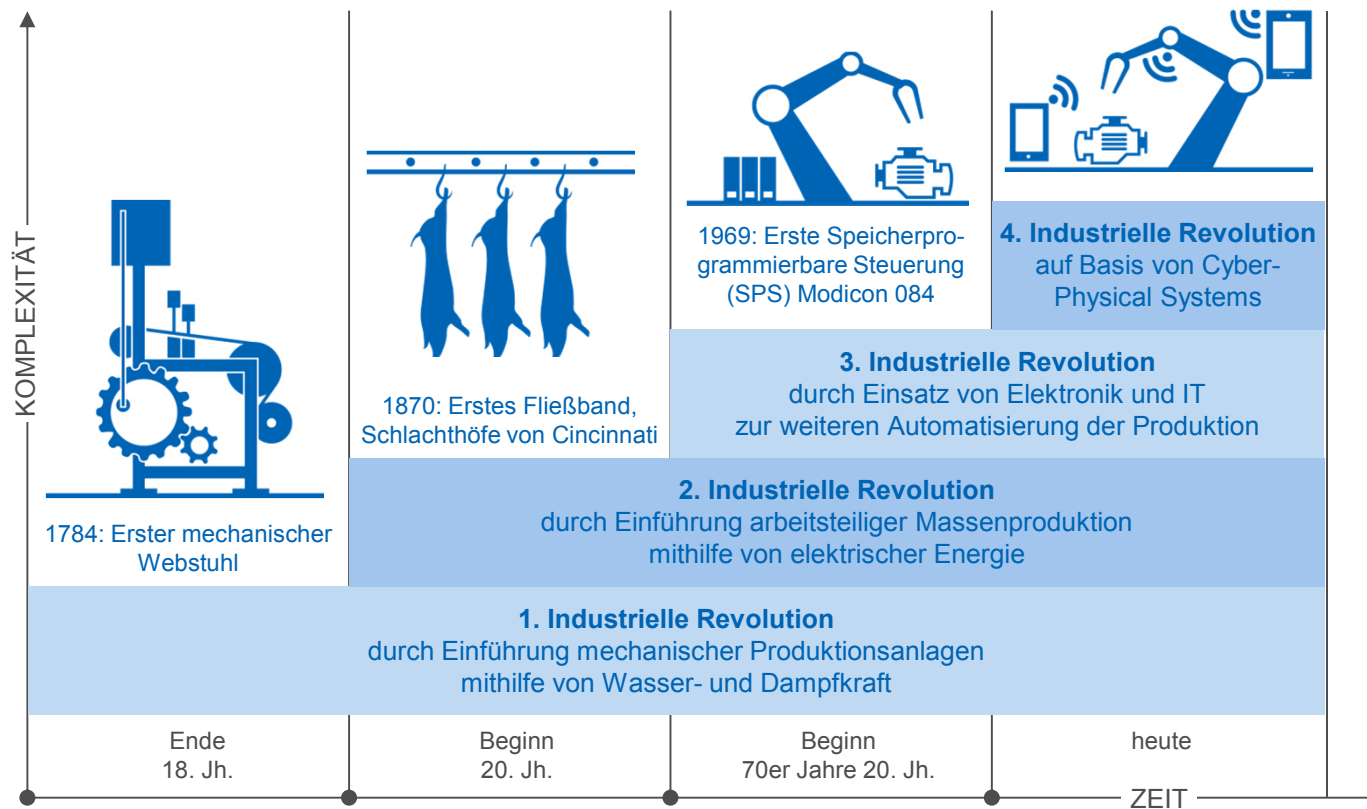 KOMPLEXITÄT
1784: Erster mechanischer
Webstuhl
1870: Erstes Fließband,
Schlachthöfe von Cincinnati
1969: Erste Speicherpro-
grammierbare Steuerung
(SPS) Modicon 084
4. Industrielle Revolution
auf Basis von Cyber-
Physical Systems
3. Industrielle Revolution
durch Einsatz von Elektronik und IT
zur weiteren Automatisierung der Produktion
2. Industrielle Revolution
durch Einführung arbeitsteiliger Massenproduktion
mithilfe von elektrischer Energie
1. Industrielle Revolution
durch Einführung mechanischer Produktionsanlagen
mithilfe von Wasser- und Dampfkraft
Ende
18. Jh.
Beginn
20. Jh.
Beginn
70er Jahre 20. Jh.
heute
ZEIT